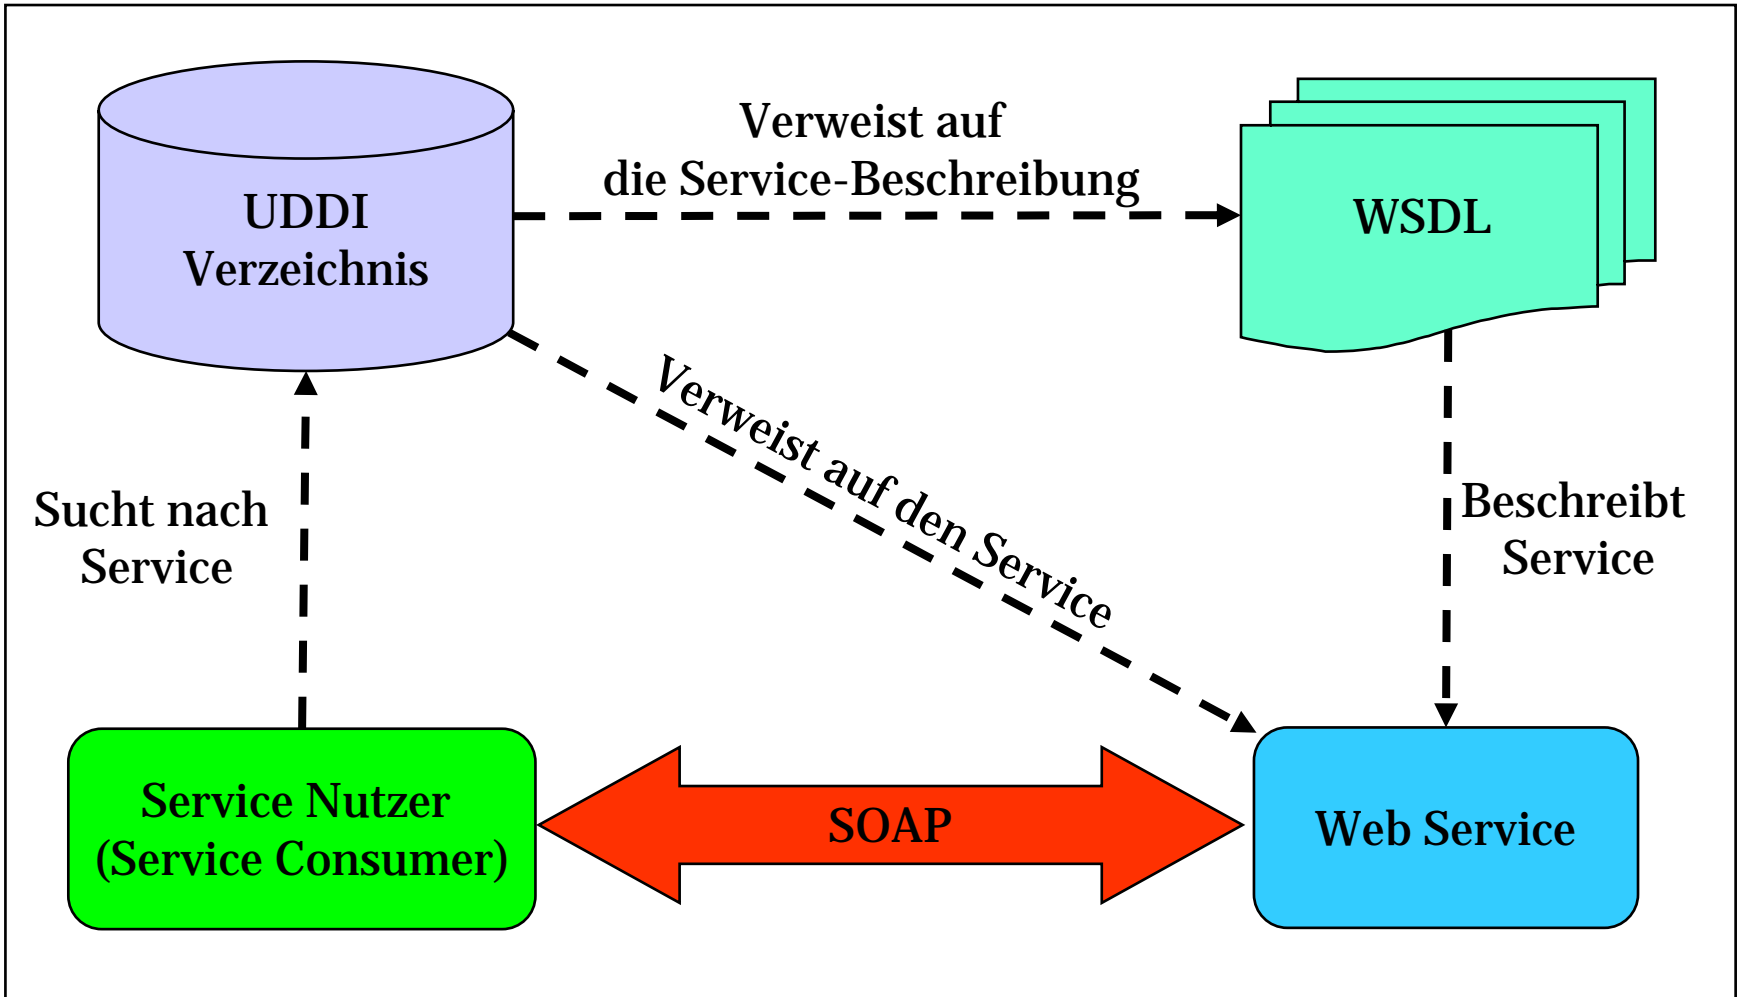 UDDI
Verzeichnis
Verweist auf
die Service-Beschreibung
WSDL
Verweist auf den Service
Sucht nach
Service
Beschreibt
Service
Service Nutzer
(Service Consumer)
SOAP
Web Service